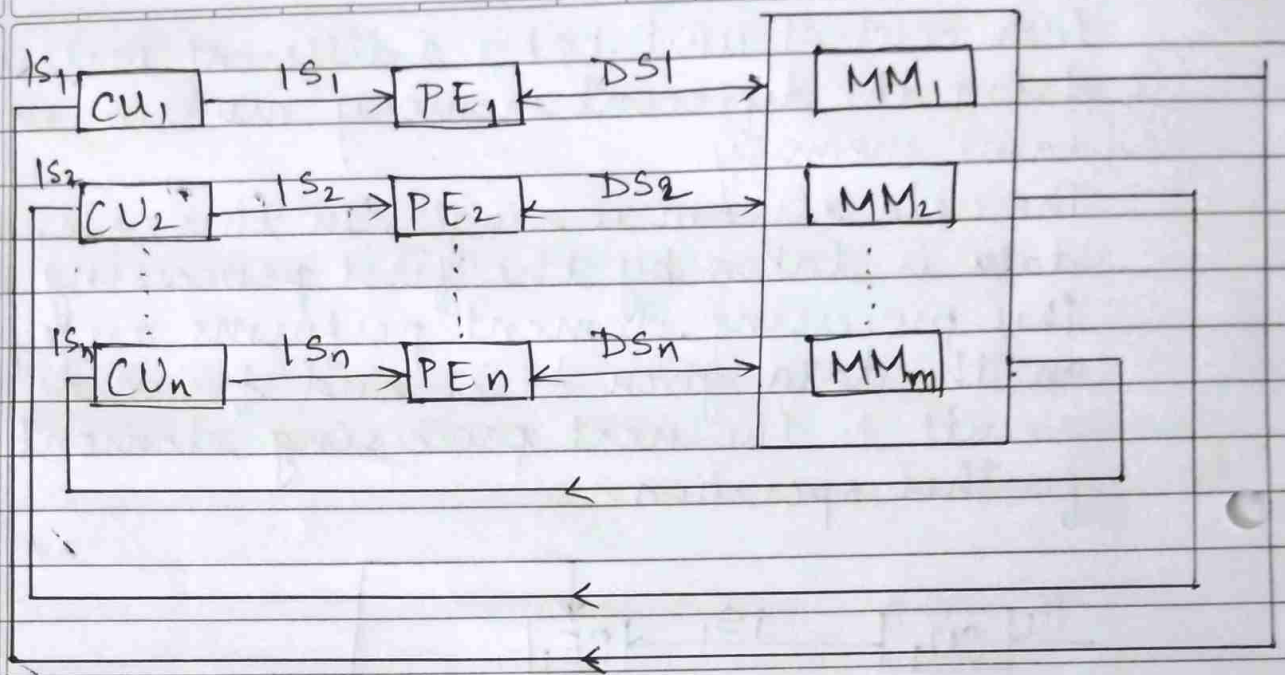 IS₁ CU₁ IS₁ PE₁ DS1 MM₁
IS₂ CU₂ IS₂ PE₂ DS2 MM₂
ISn CUn ISn PEn DSn MMm